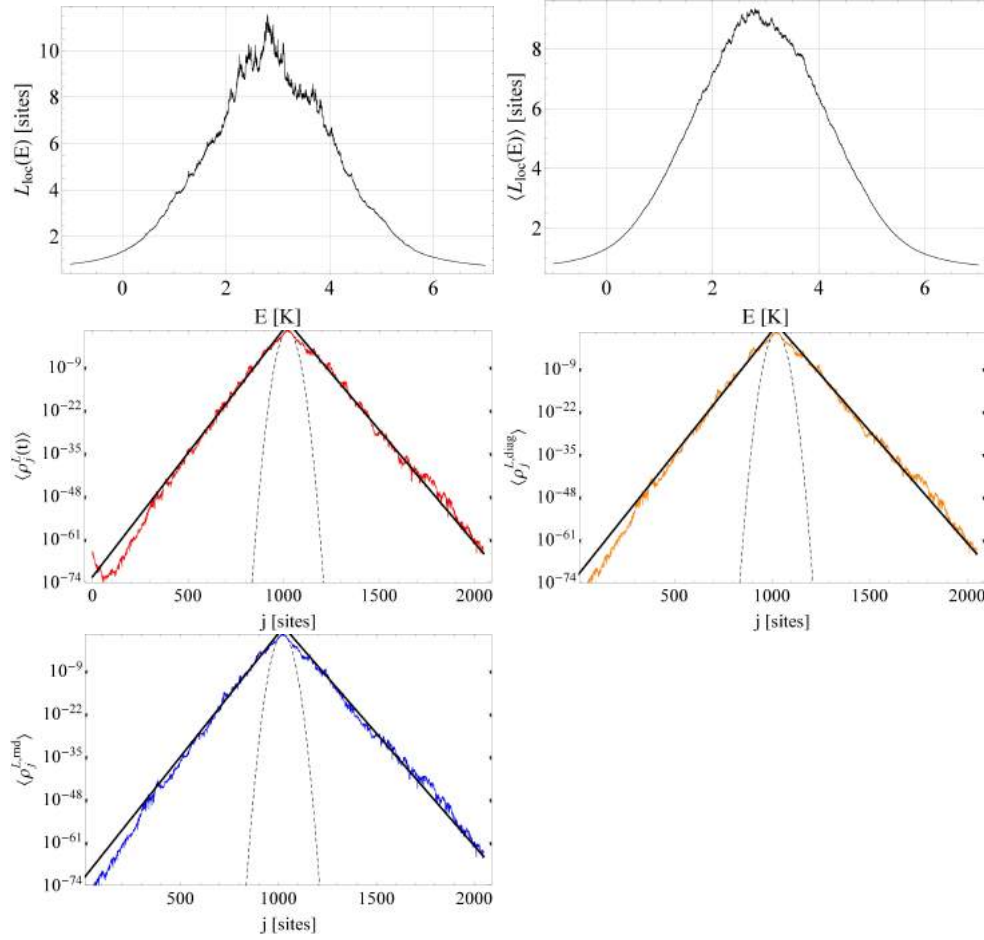 L_loc(E) [sites]
10
8
6
4
2
0 2 4 6
E [K]
⟨L_loc(E)⟩ [sites]
8
6
4
2
0 2 4 6
E [K]
⟨ρ_j^L(t)⟩
10^-9
10^-22
10^-35
10^-48
10^-61
10^-74
0 500 1000 1500 2000
j [sites]
⟨ρ_j^{L,diag}⟩
10^-9
10^-22
10^-35
10^-48
10^-61
10^-74
500 1000 1500 2000
j [sites]
⟨ρ_j^{L,rnd}⟩
10^-9
10^-22
10^-35
10^-48
10^-61
10^-74
500 1000 1500 2000
j [sites]